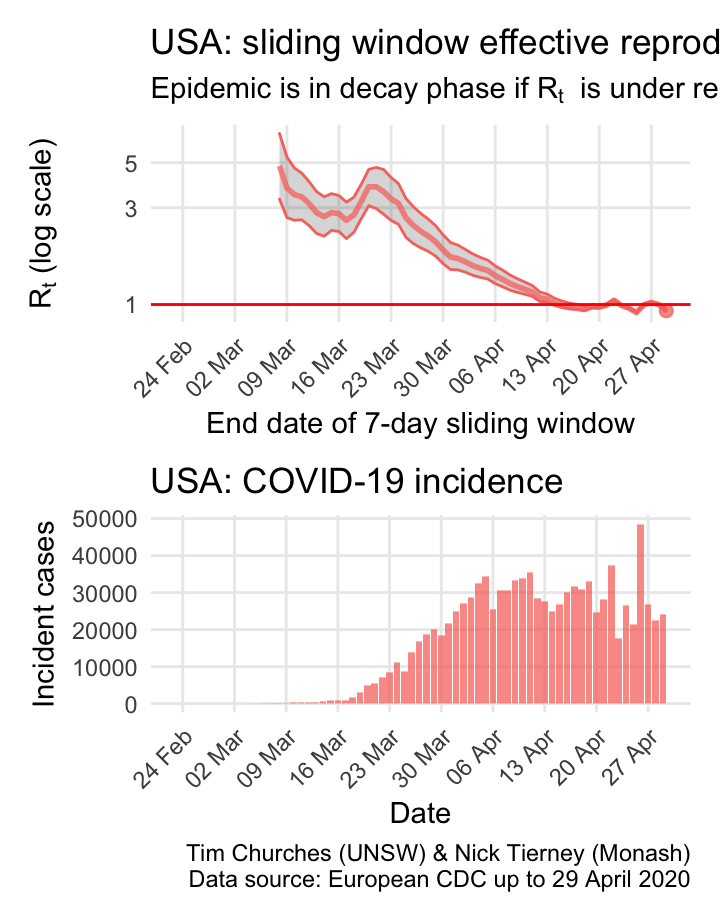 USA: sliding window effective reprod
Epidemic is in decay phase if Rt is under re
Rt (log scale)
5
3
1
24 Feb
02 Mar
09 Mar
16 Mar
23 Mar
30 Mar
06 Apr
13 Apr
20 Apr
27 Apr
End date of 7-day sliding window
USA: COVID-19 incidence
Incident cases
50000
40000
30000
20000
10000
0
24 Feb
02 Mar
09 Mar
16 Mar
23 Mar
30 Mar
06 Apr
13 Apr
20 Apr
27 Apr
Date
Tim Churches (UNSW) & Nick Tierney (Monash)
Data source: European CDC up to 29 April 2020